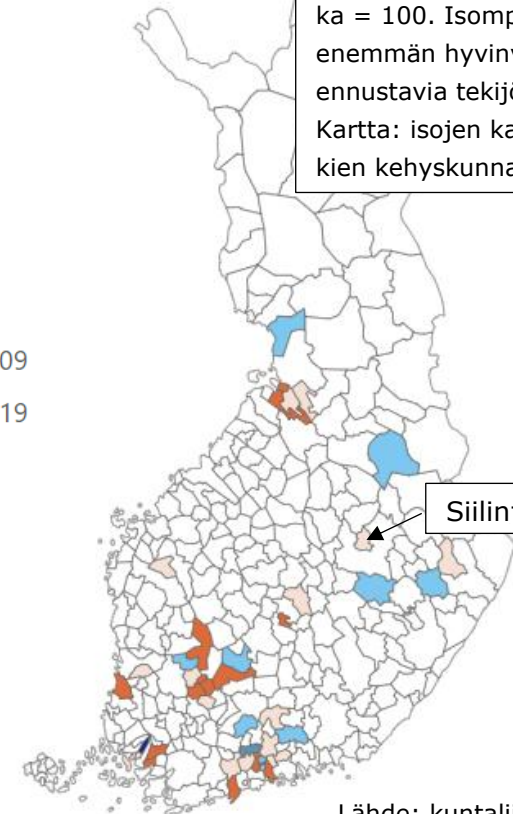 ka = 100. Isomp
enemmän hyvinv
ennustavia tekijö
Kartta: isojen ka
kien kehyskunna
09
19
Siilin
Lähde: kuntali